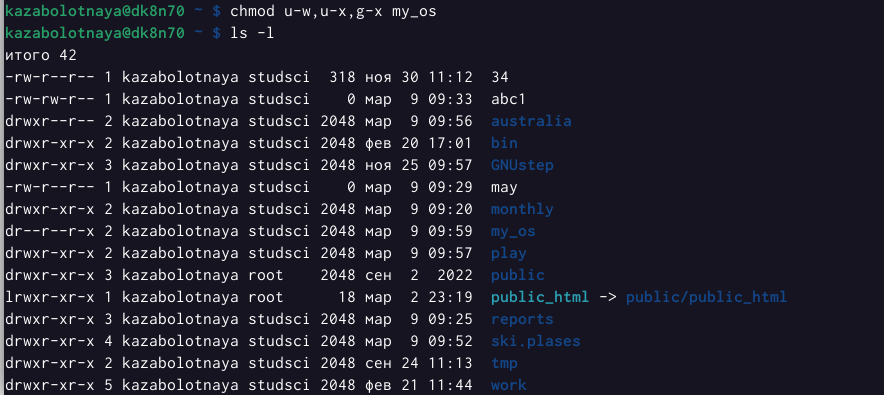 kazabolotnaya@dk8n70 ~ $ chmod u-w,u-x,g-x my_os
kazabolotnaya@dk8n70 ~ $ ls -l
итого 42
-rw-r--r-- 1 kazabolotnaya studsci  318 ноя 30 11:12  34
-rw-rw-r-- 1 kazabolotnaya studsci    0 мар  9 09:33  abc1
drwxr--r-- 2 kazabolotnaya studsci 2048 мар  9 09:56  australia
drwxr-xr-x 2 kazabolotnaya studsci 2048 фев 20 17:01  bin
drwxr-xr-x 3 kazabolotnaya studsci 2048 ноя 25 09:57  GNUstep
-rw-r--r-- 1 kazabolotnaya studsci    0 мар  9 09:29  may
drwxr-xr-x 2 kazabolotnaya studsci 2048 мар  9 09:20  monthly
dr--r--r-x 2 kazabolotnaya studsci 2048 мар  9 09:59  my_os
drwxr-xr-x 2 kazabolotnaya studsci 2048 мар  9 09:57  play
drwxr-xr-x 3 kazabolotnaya root    2048 сен  2  2022  public
lrwxr-xr-x 1 kazabolotnaya root      18 мар  2 23:19  public_html -> public/public_html
drwxr-xr-x 3 kazabolotnaya studsci 2048 мар  9 09:25  reports
drwxr-xr-x 4 kazabolotnaya studsci 2048 мар  9 09:52  ski.plases
drwxr-xr-x 2 kazabolotnaya studsci 2048 сен 24 11:13  tmp
drwxr-xr-x 5 kazabolotnaya studsci 2048 фев 21 11:44  work